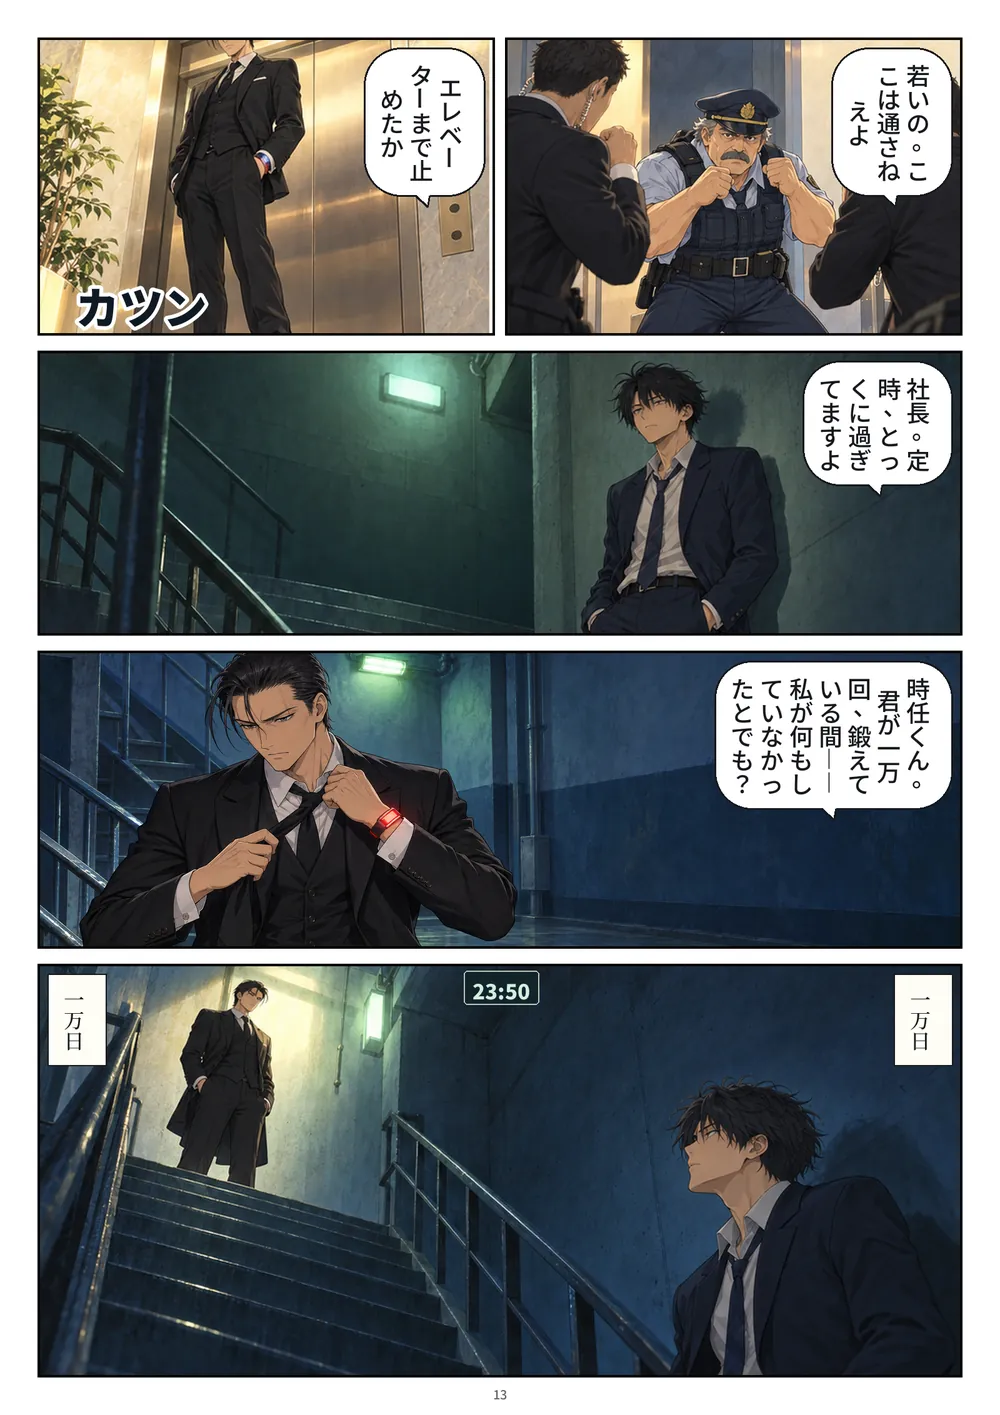 若いの。こ
こは通さね
えよ
エレベー
ターまで止
めたか
カツン
社長。定
時、とっ
くに過ぎ
てますよ
時任くん。
君が一万
回、鍛えて
いる間――
私が何もし
ていなかっ
たとでも？
23:50
一万日
一万日
13